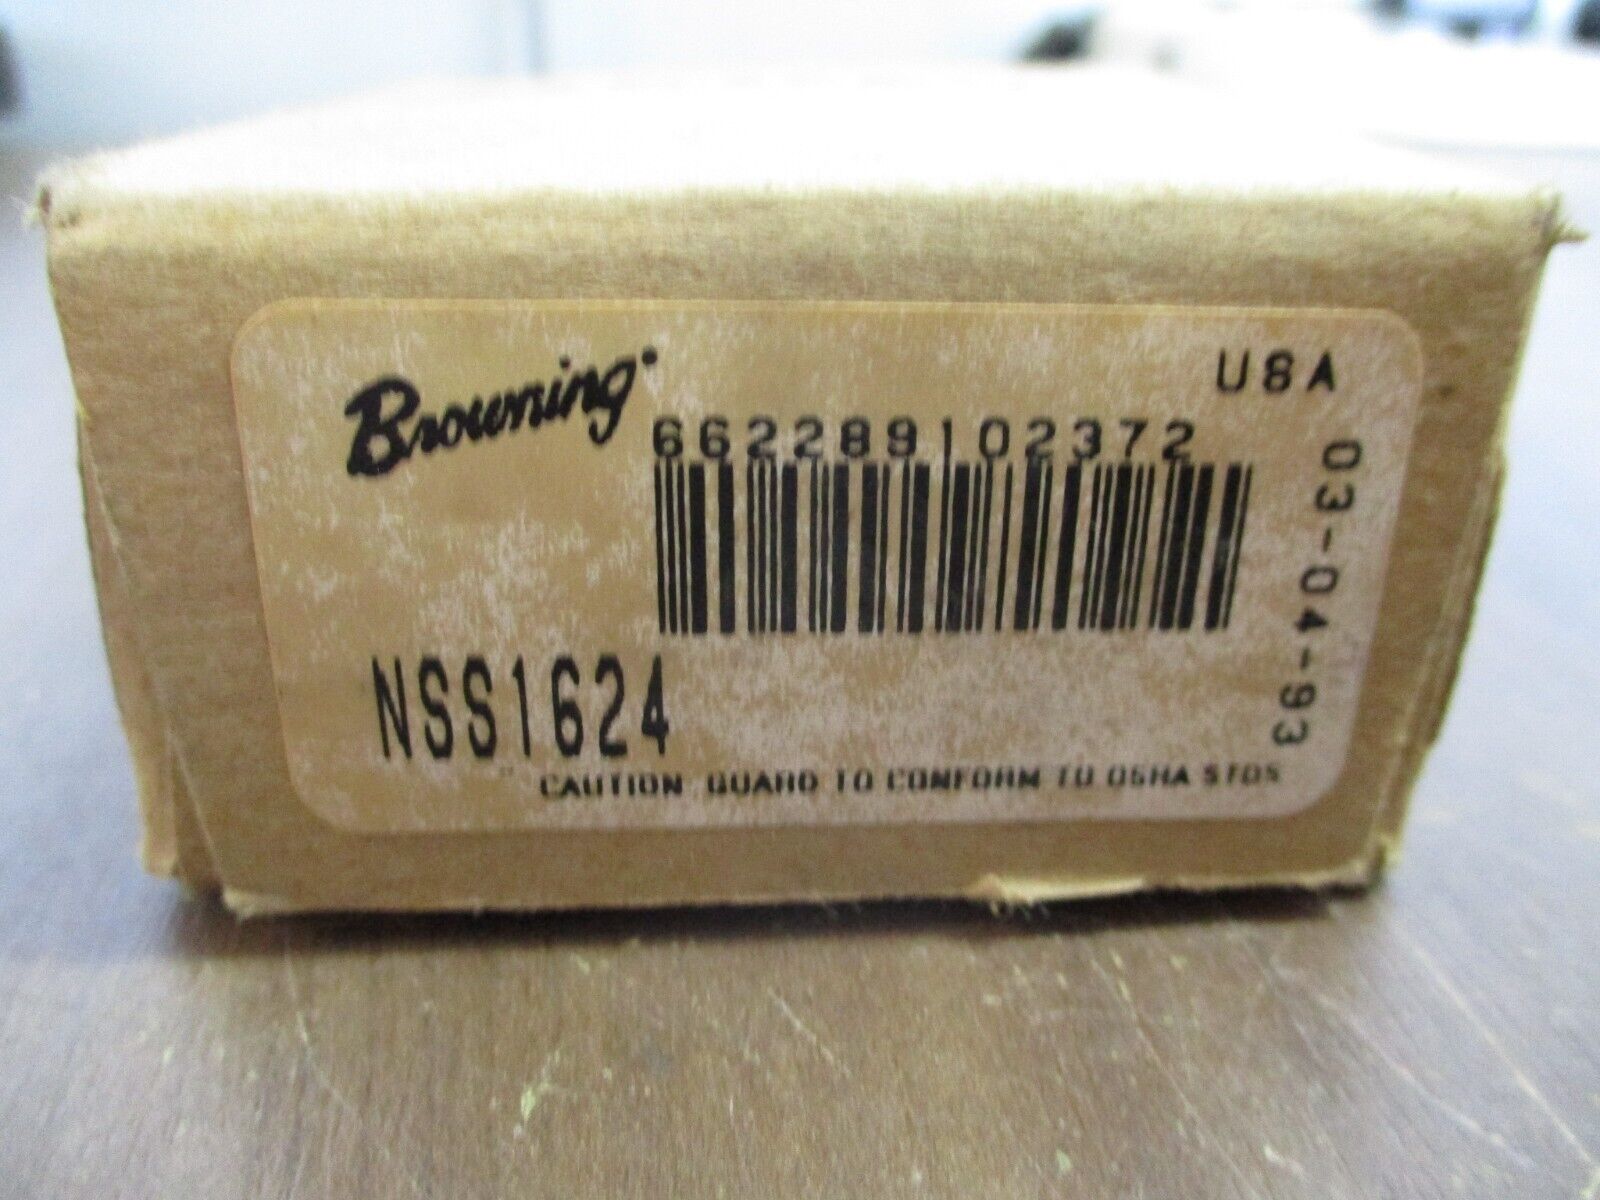 Browning
USA
662289102372
03-04-93
NSS1624
CAUTION GUARD TO CONFORM TO OSHA STDS